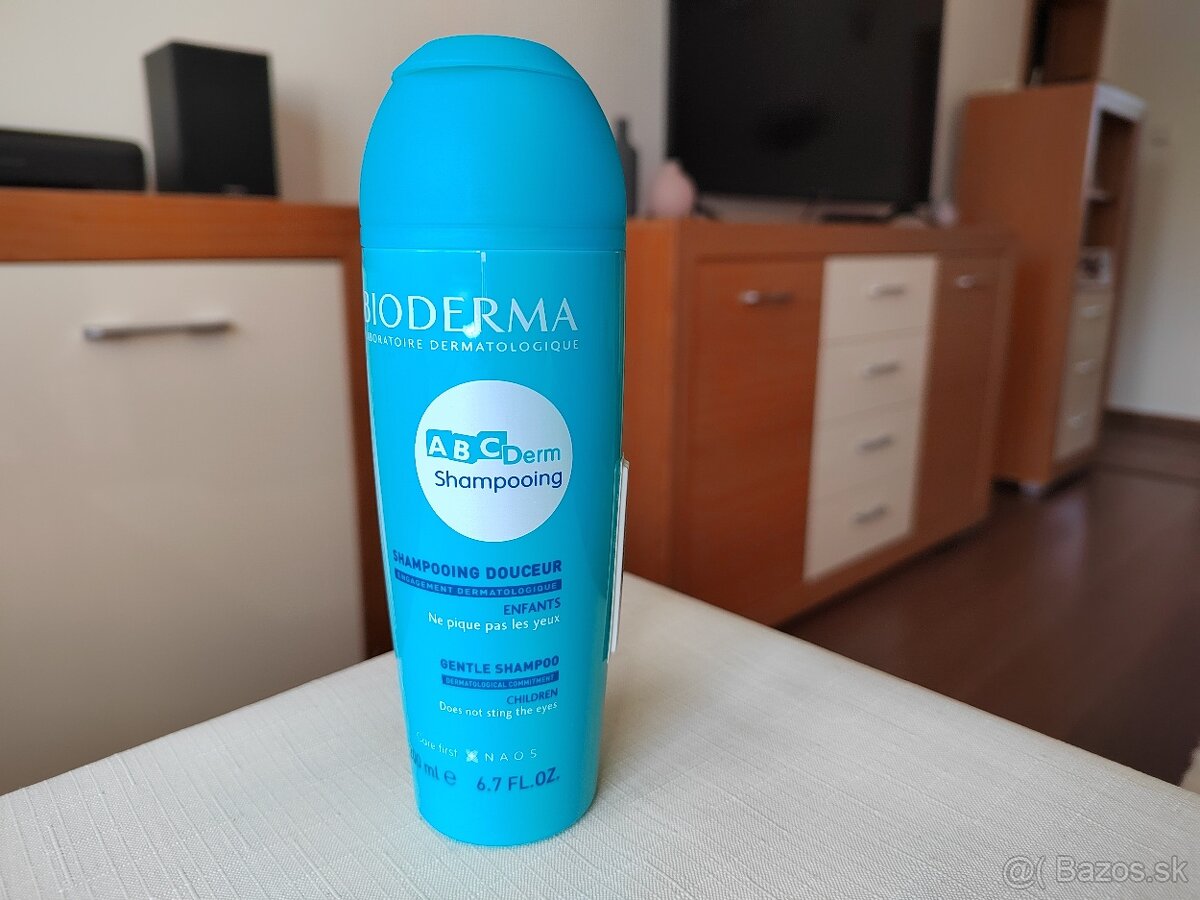 BIODERMA
LABORATOIRE DERMATOLOGIQUE
ABCDerm
Shampooing
SHAMPOOING DOUCEUR
ENGAGEMENT DERMATOLOGIQUE
ENFANTS
Ne pique pas les yeux
GENTLE SHAMPOO
DERMATOLOGICAL COMMITMENT
CHILDREN
Does not sting the eyes
Care first NAOS
ml e 6.7 FL.OZ.
@( Bazos.sk